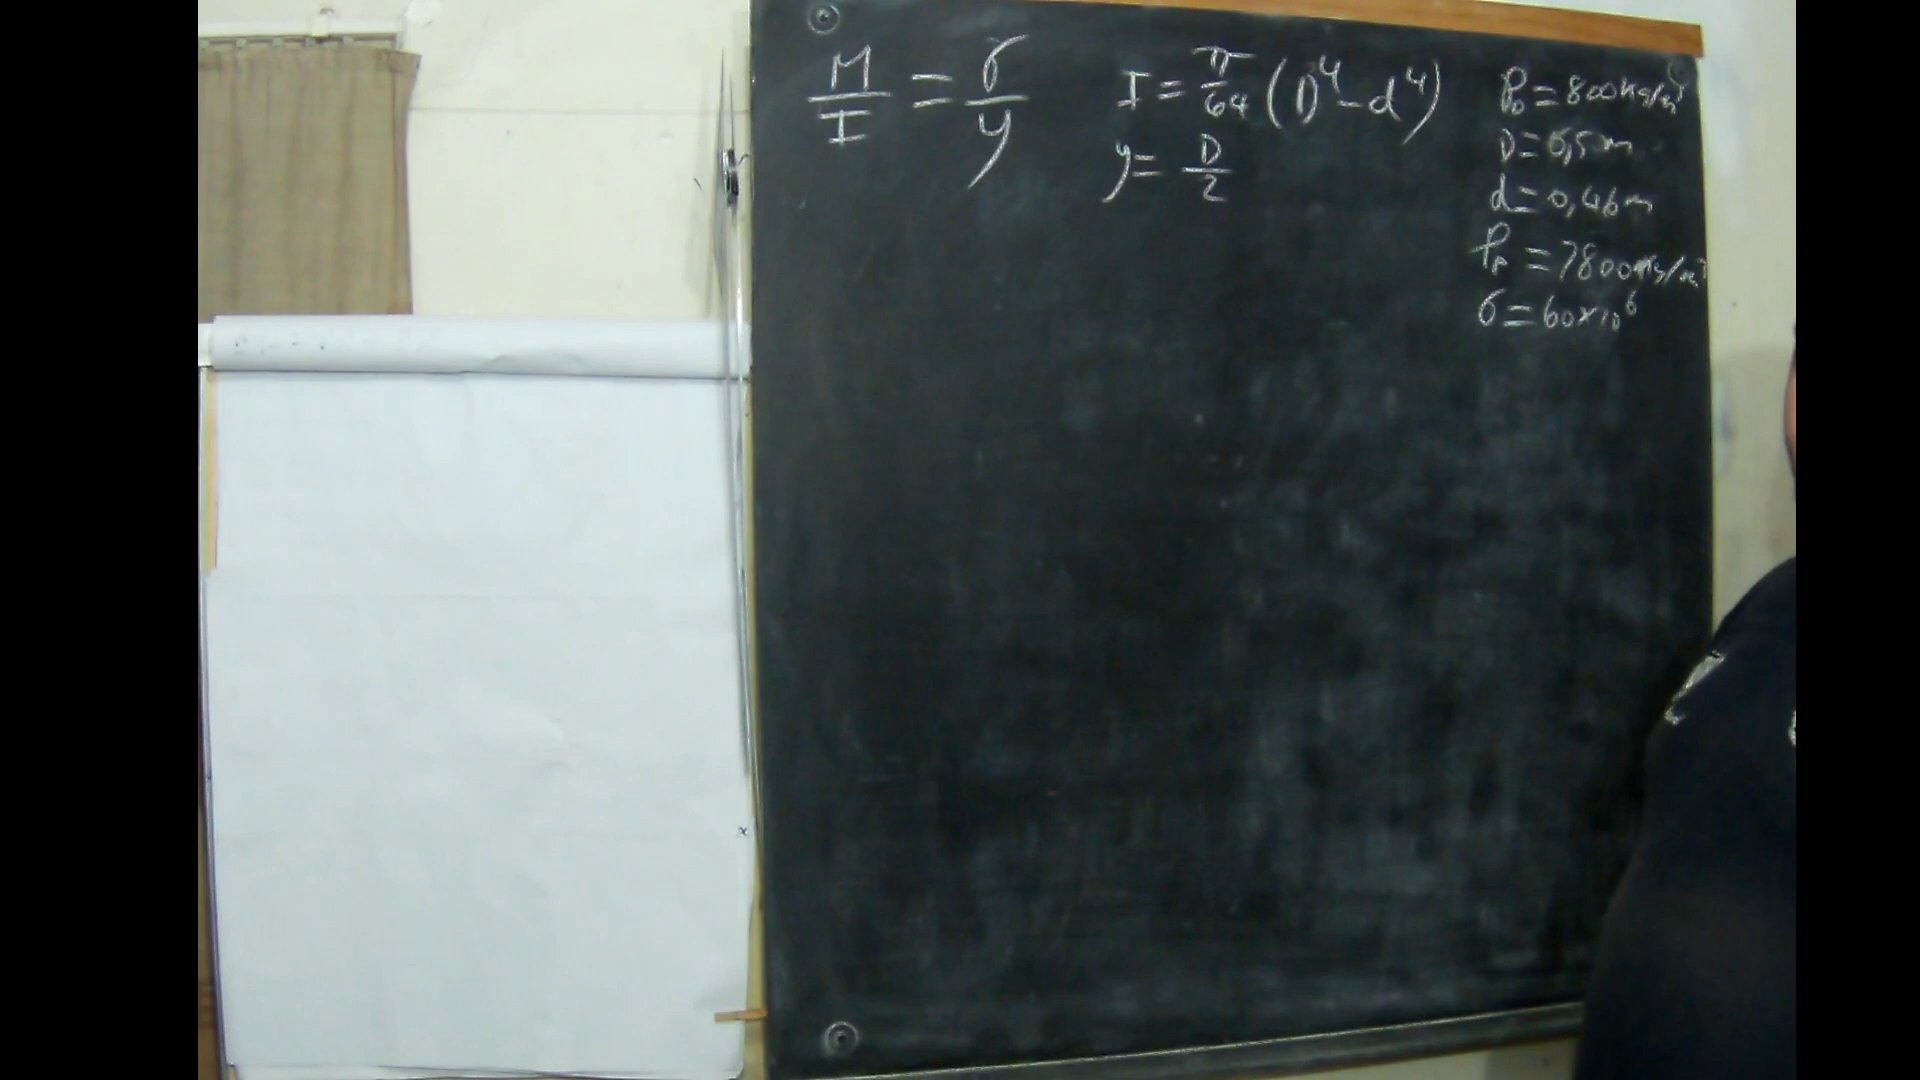 M/I = σ/y
I = π/64 (D⁴ - d⁴)
y = D/2
ρ₀ = 800 kg/m³
D = 0,5 m
d = 0,46 m
ρₚ = 7800 kg/m³
σ = 60 × 10⁶